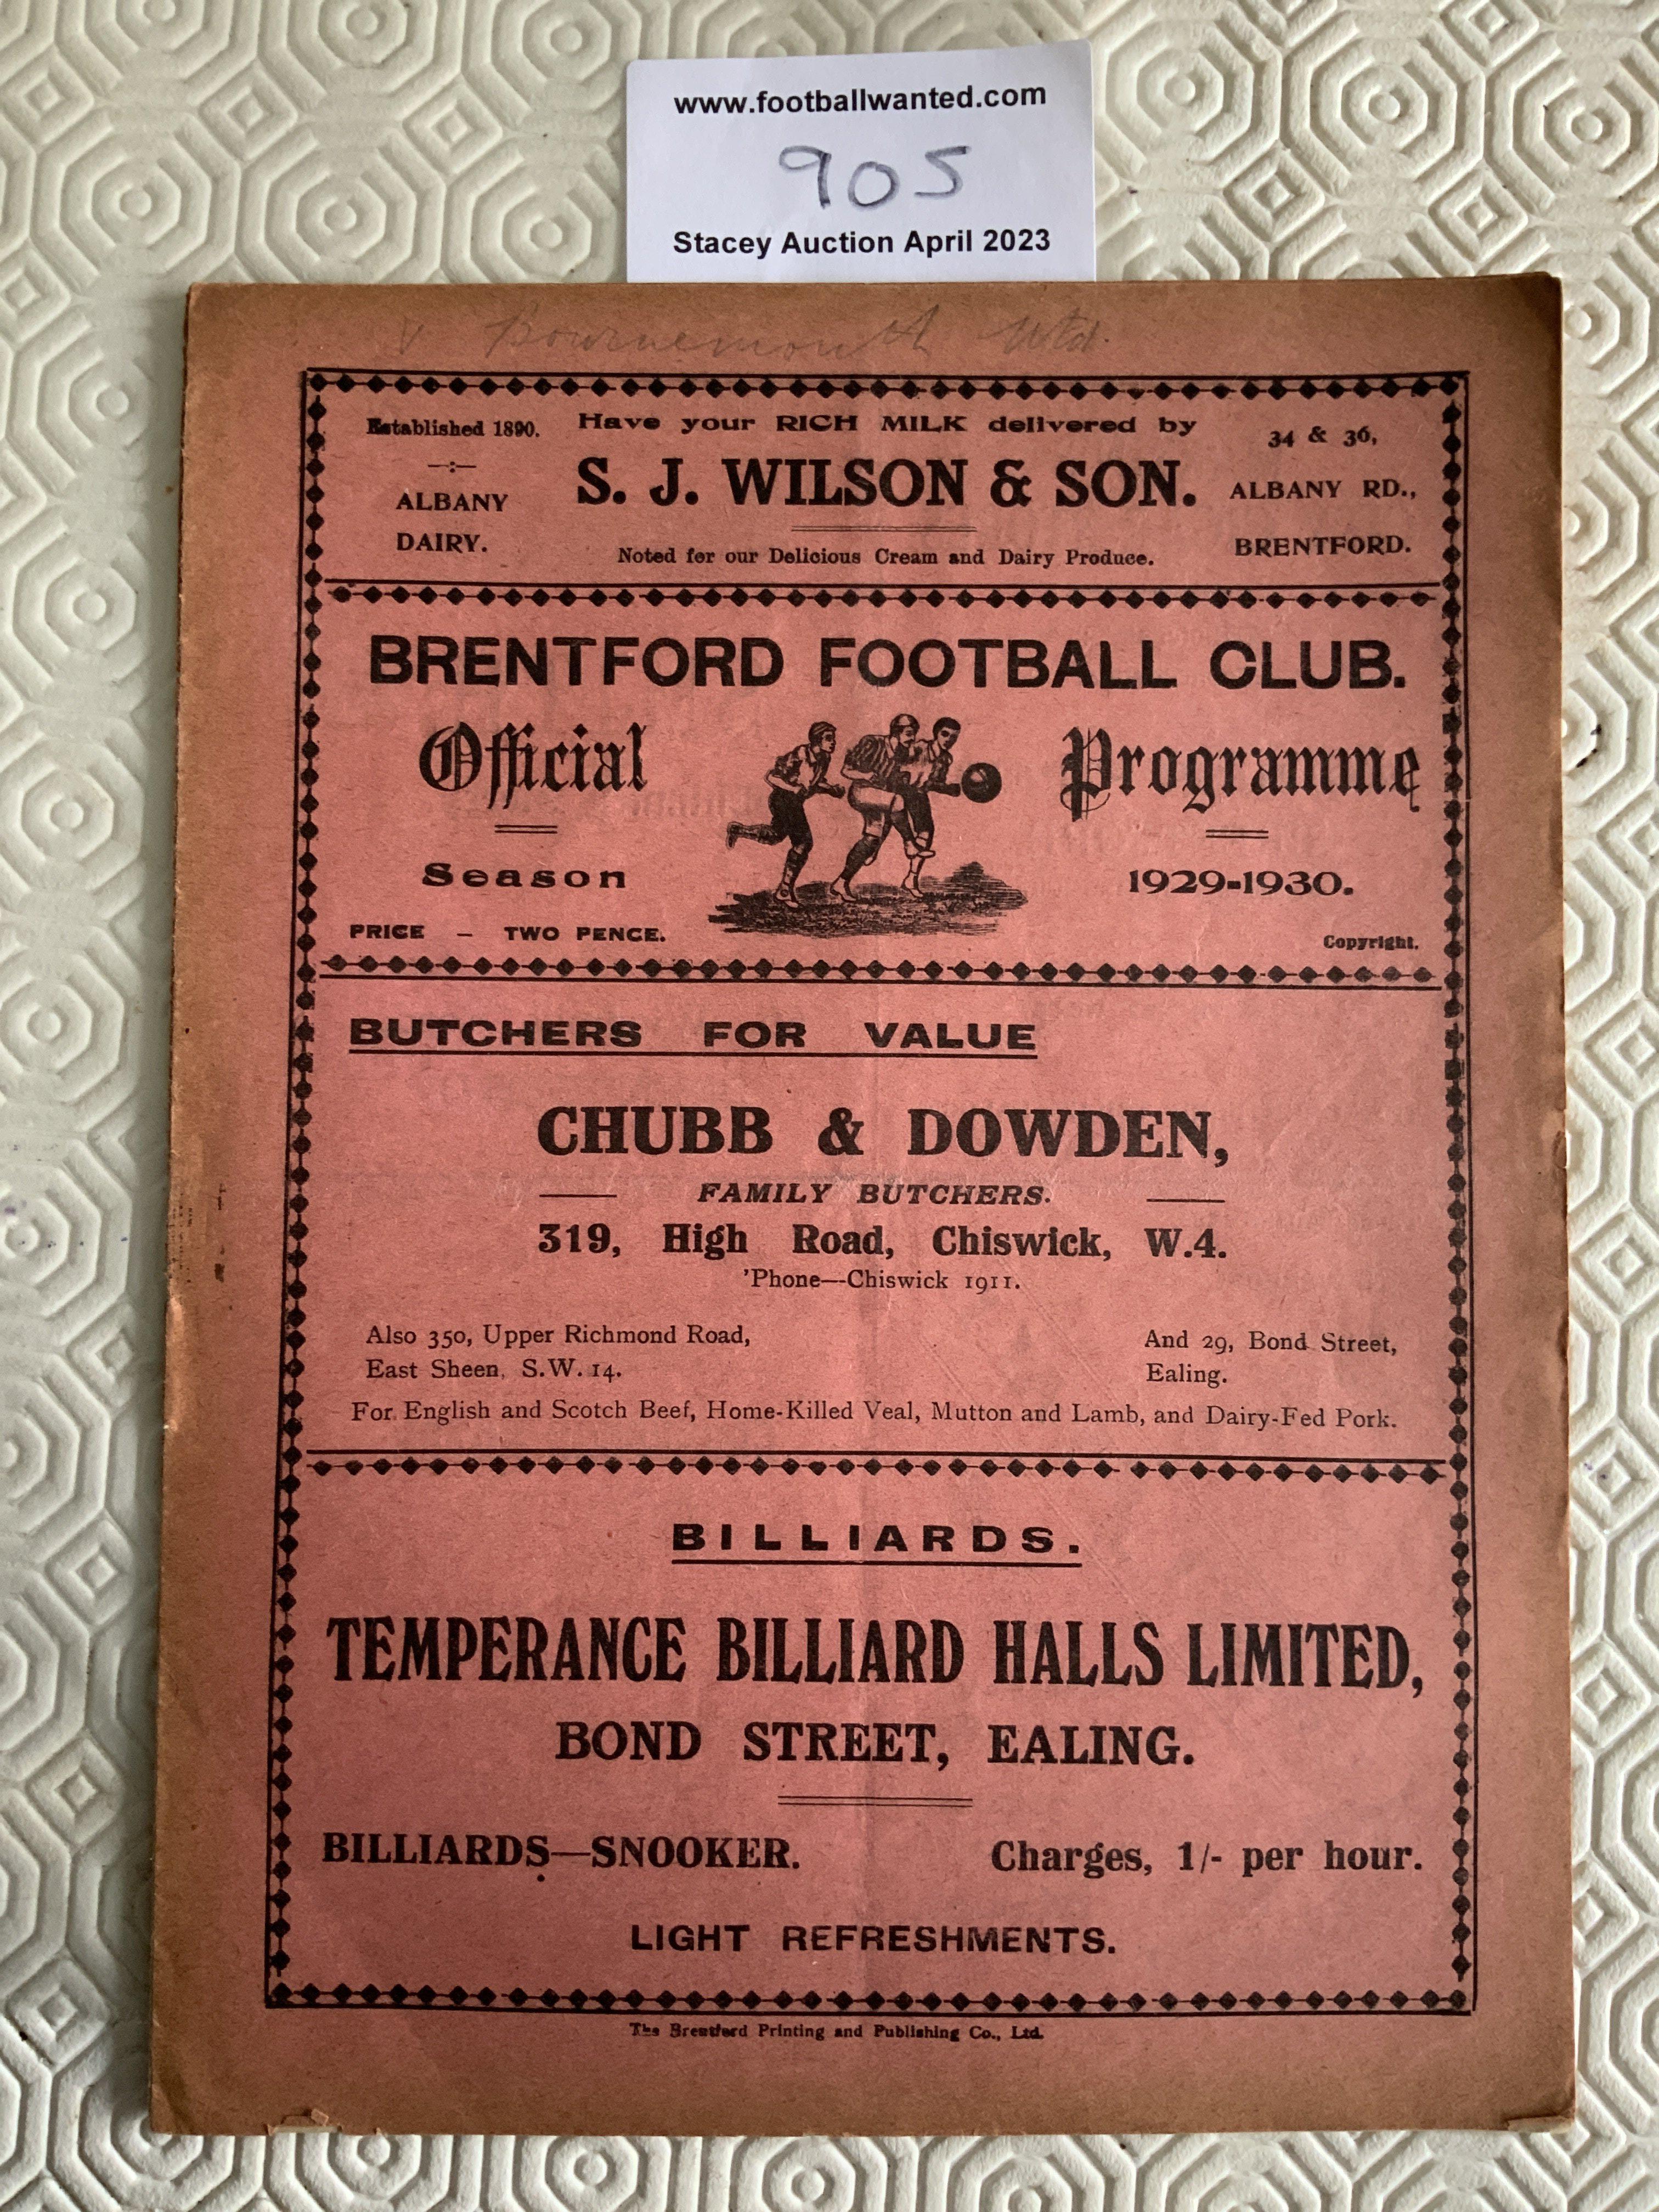 www.footballwanted.com
905
Stacey Auction April 2023
v Bournemouth Utd.
Established 1890. Have your RICH MILK delivered by 34 & 36,
ALBANY S. J. WILSON & SON. ALBANY RD.,
DAIRY. Noted for our Delicious Cream and Dairy Produce. BRENTFORD.
BRENTFORD FOOTBALL CLUB.
Official Programme
Season 1929-1930.
PRICE – TWO PENCE. Copyright.
BUTCHERS FOR VALUE
CHUBB & DOWDEN,
FAMILY BUTCHERS.
319, High Road, Chiswick, W.4.
'Phone—Chiswick 1911.
Also 350, Upper Richmond Road, And 29, Bond Street,
East Sheen, S.W. 14. Ealing.
For English and Scotch Beef, Home-Killed Veal, Mutton and Lamb, and Dairy-Fed Pork.
BILLIARDS.
TEMPERANCE BILLIARD HALLS LIMITED,
BOND STREET, EALING.
BILLIARDS—SNOOKER. Charges, 1/- per hour.
LIGHT REFRESHMENTS.
The Brentford Printing and Publishing Co., Ltd.